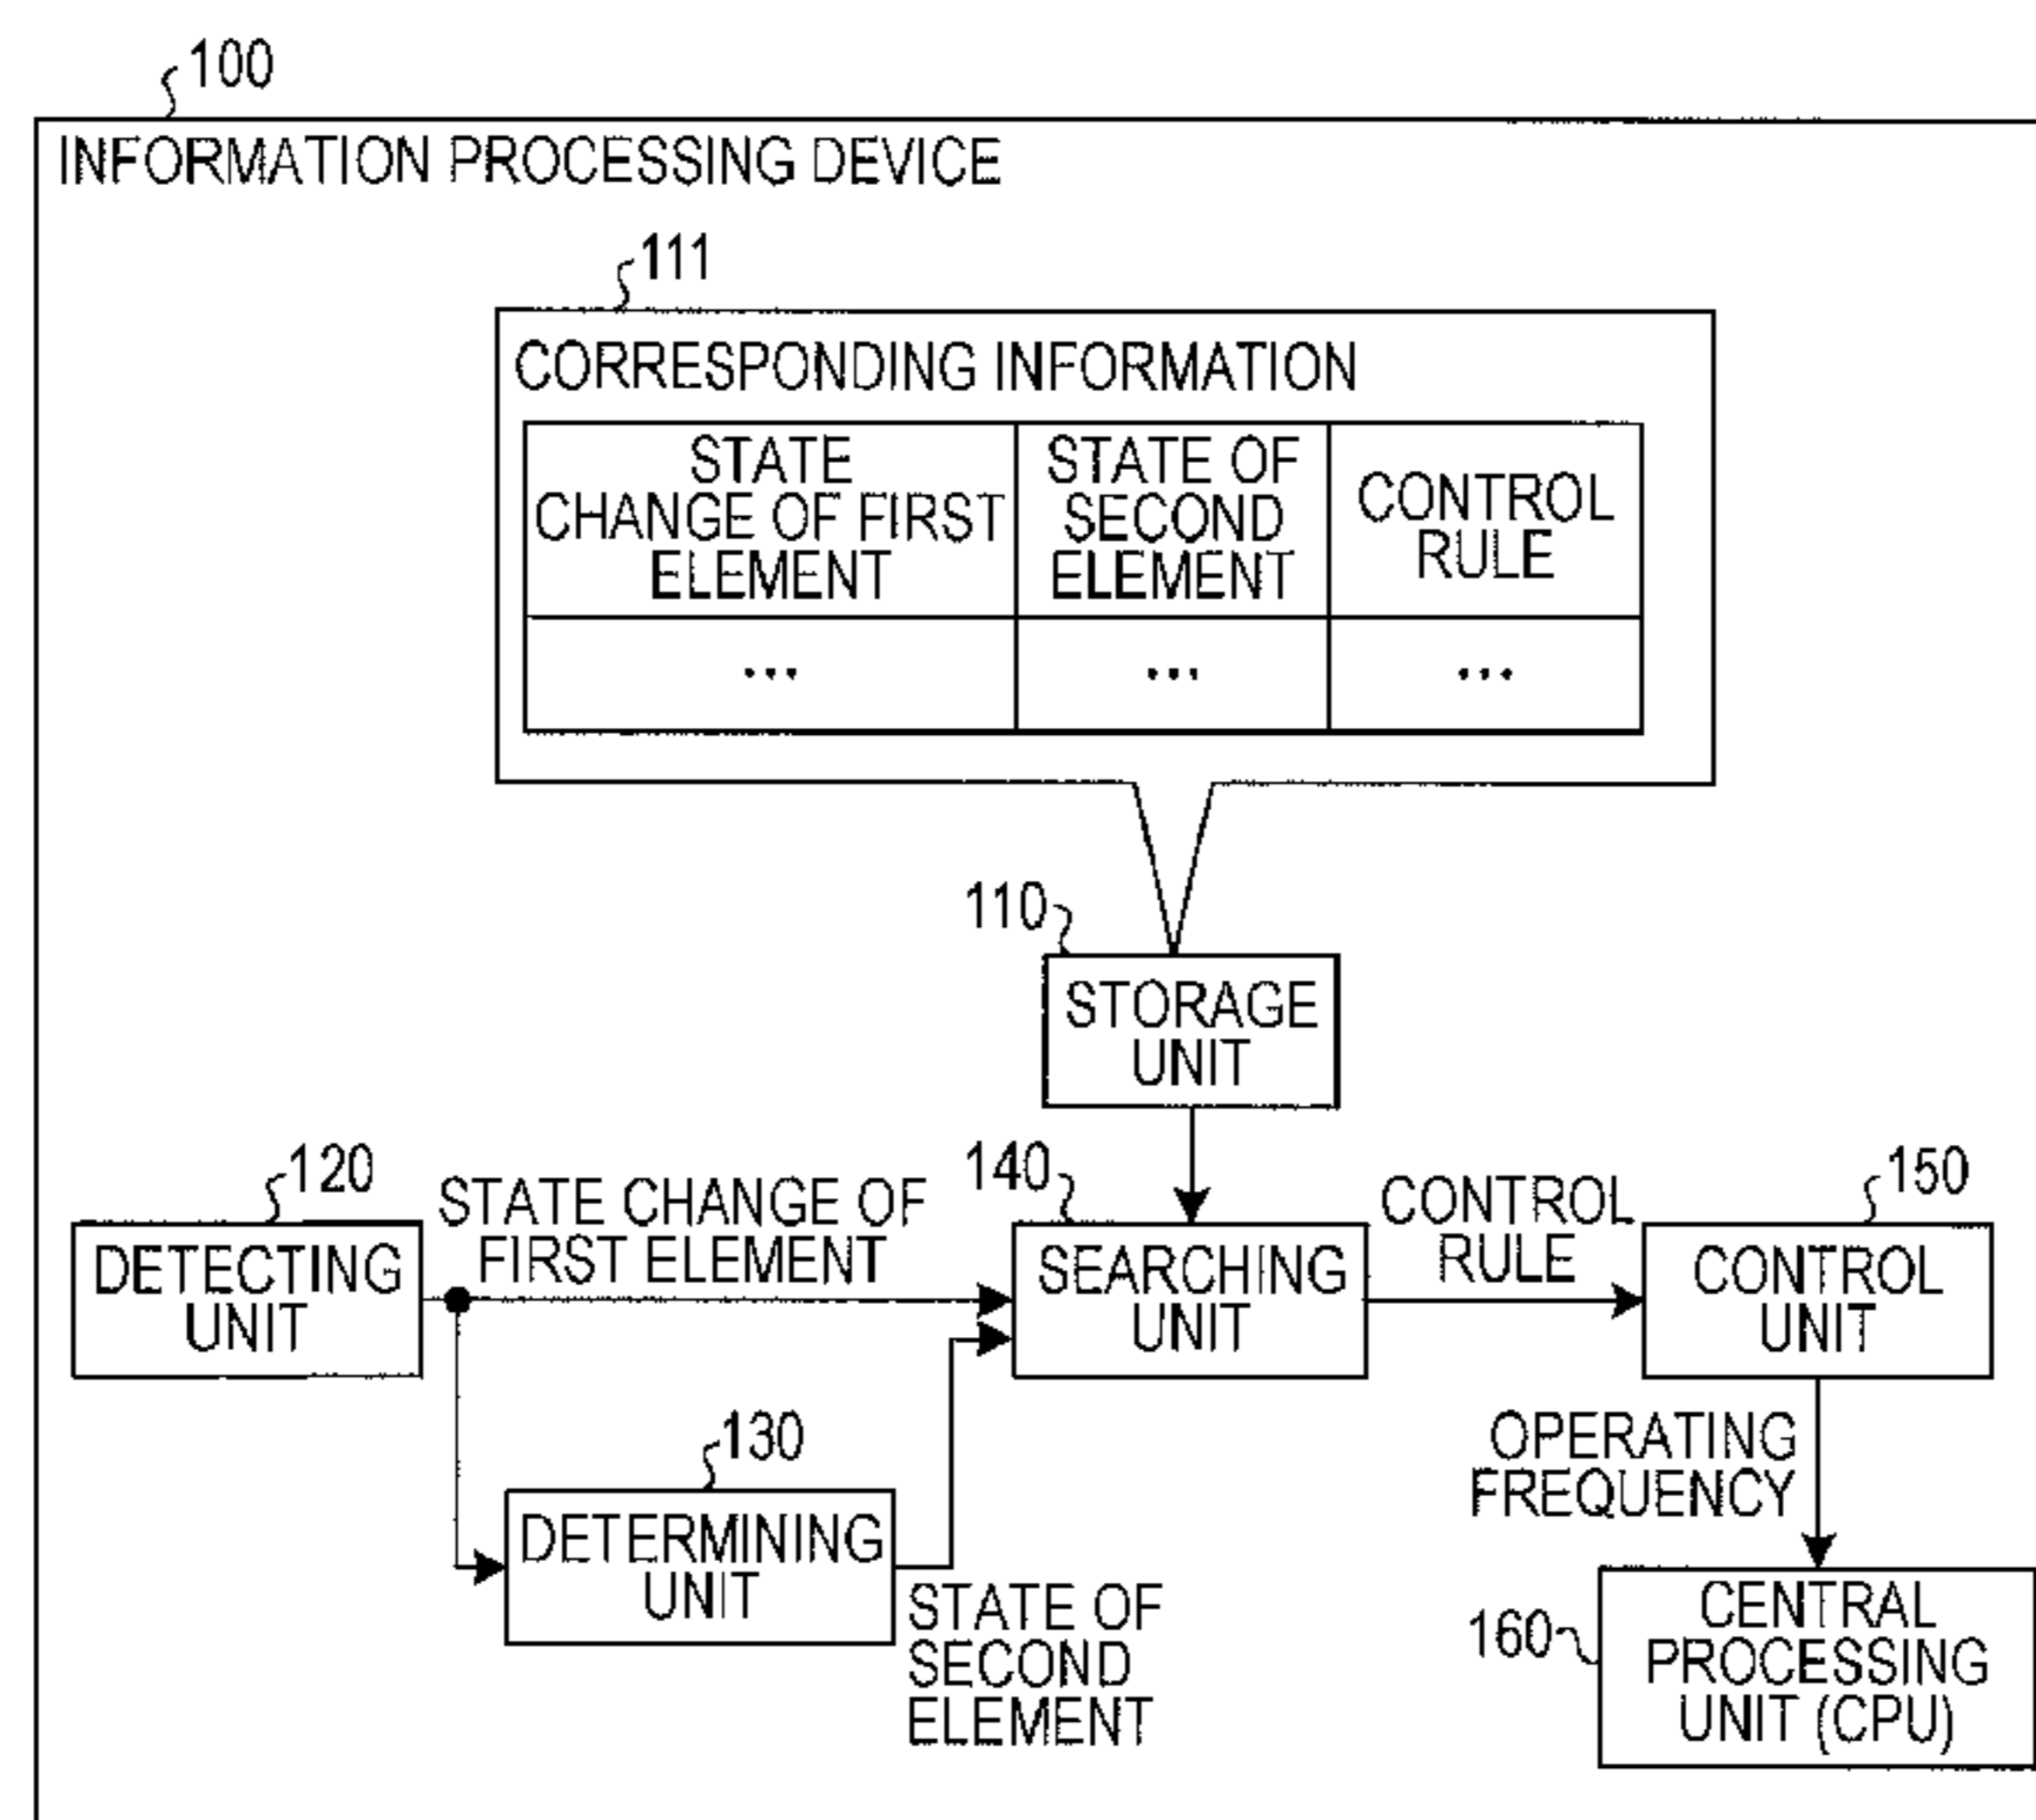 100
INFORMATION PROCESSING DEVICE
111
CORRESPONDING INFORMATION
STATE
CHANGE OF FIRST
ELEMENT
STATE OF
SECOND
ELEMENT
CONTROL
RULE
...
...
...
110
STORAGE
UNIT
120
DETECTING
UNIT
STATE CHANGE OF
FIRST ELEMENT
140
SEARCHING
UNIT
CONTROL
RULE
150
CONTROL
UNIT
130
DETERMINING
UNIT
STATE OF
SECOND
ELEMENT
OPERATING
FREQUENCY
160
CENTRAL
PROCESSING
UNIT (CPU)